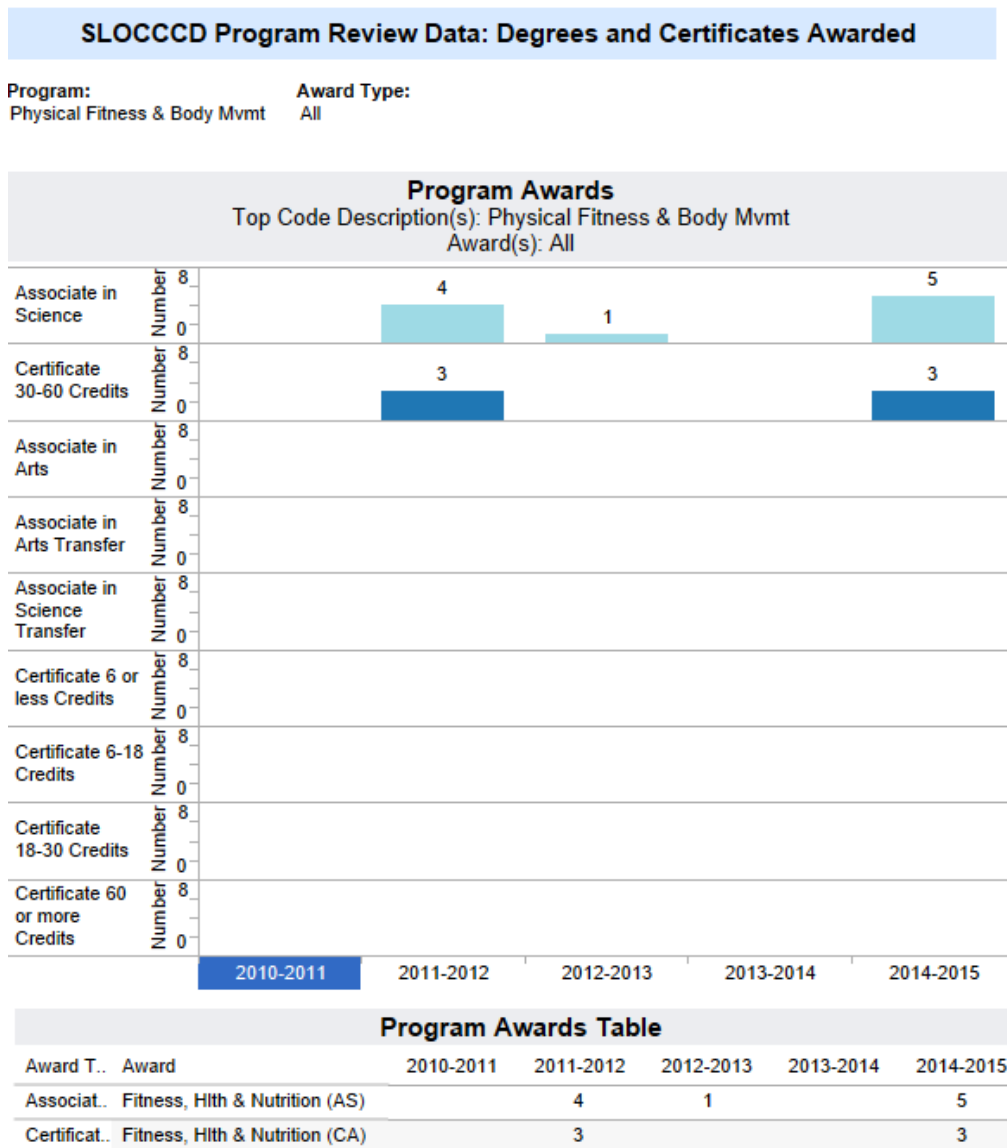 SLOCCCD Program Review Data: Degrees and Certificates Awarded
Program: Award Type:
Physical Fitness & Body Mvmt All
Program Awards
Top Code Description(s): Physical Fitness & Body Mvmt
Award(s): All
Associate in
Science
Number
8
0
4
1
5
Certificate
30-60 Credits
Number
8
0
3
3
Associate in
Arts
Number
8
0
Associate in
Arts Transfer
Number
8
0
Associate in
Science
Transfer
Number
8
0
Certificate 6 or
less Credits
Number
8
0
Certificate 6-18
Credits
Number
8
0
Certificate
18-30 Credits
Number
8
0
Certificate 60
or more
Credits
Number
8
0
2010-2011 2011-2012 2012-2013 2013-2014 2014-2015
Program Awards Table
Award T.. Award 2010-2011 2011-2012 2012-2013 2013-2014 2014-2015
Associat.. Fitness, Hlth & Nutrition (AS) 4 1 5
Certificat.. Fitness, Hlth & Nutrition (CA) 3 3